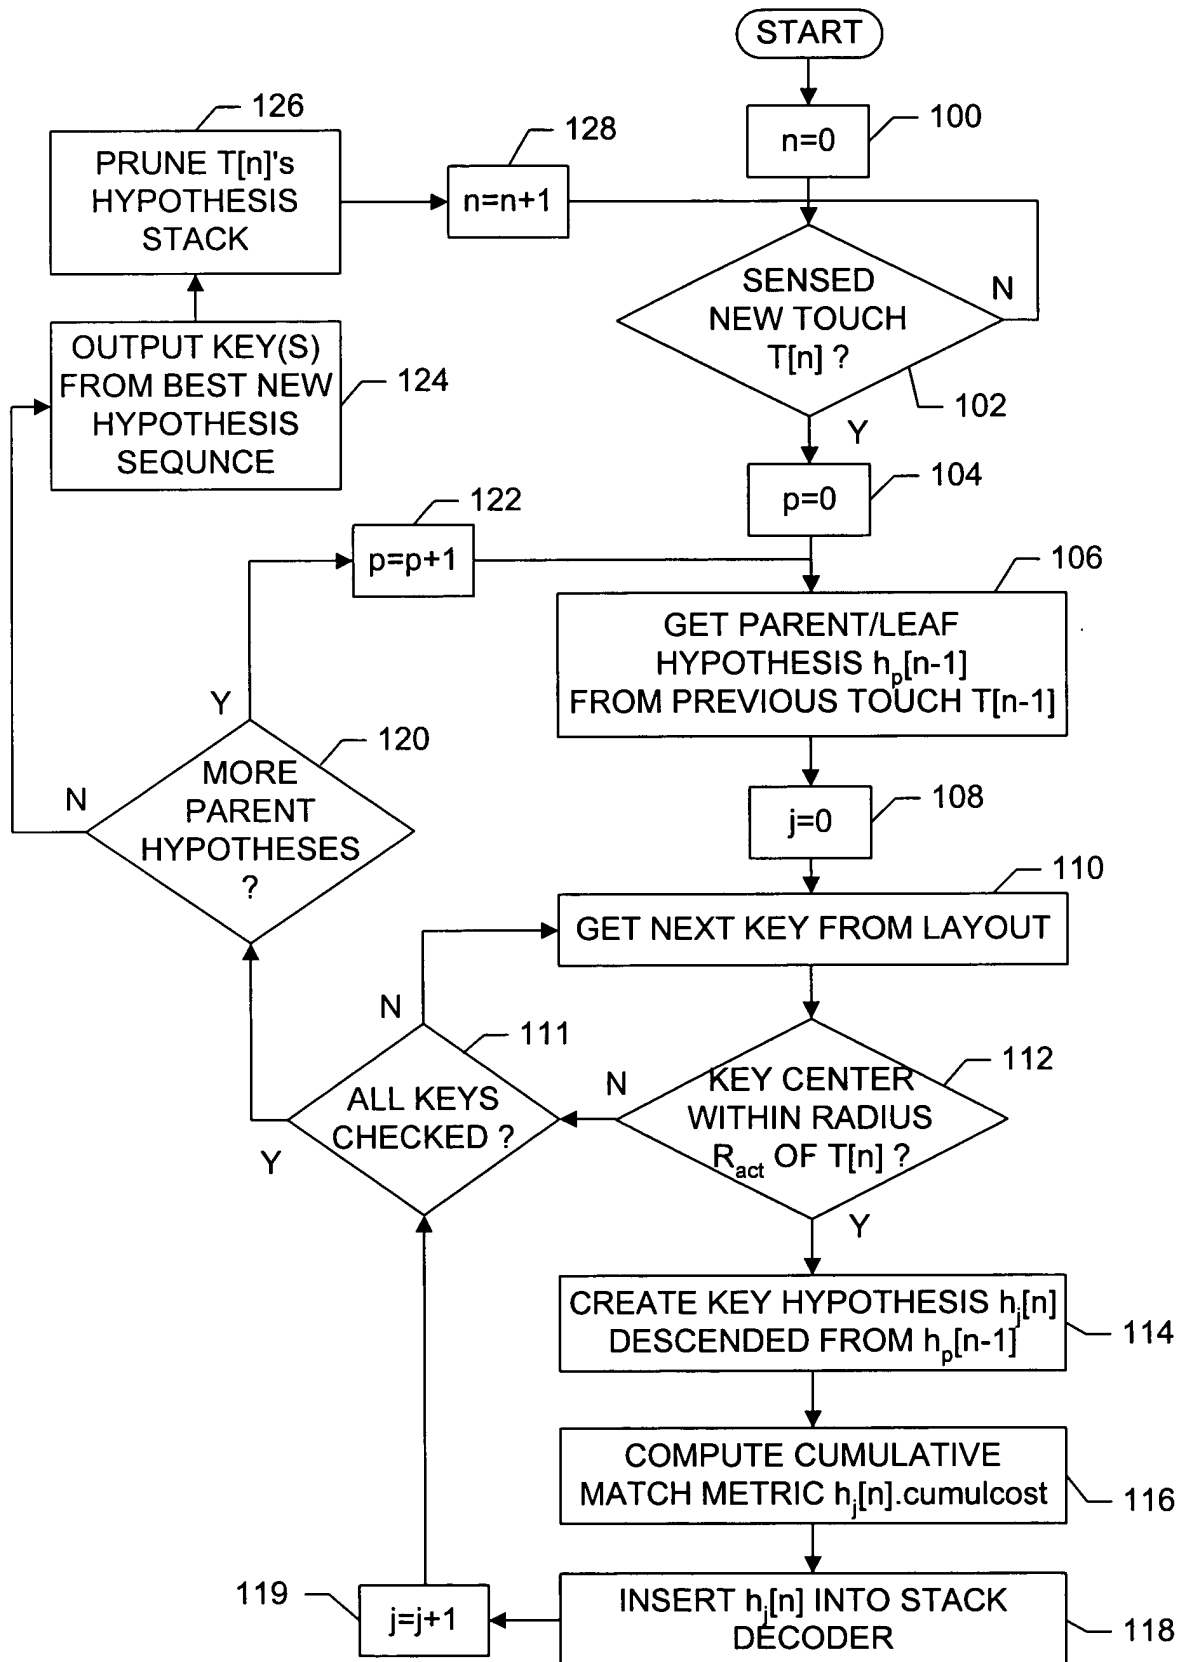 START
100
n=0
126
128
PRUNE T[n]'s
HYPOTHESIS
STACK
n=n+1
SENSED
NEW TOUCH
T[n] ?
N
102
Y
OUTPUT KEY(S)
FROM BEST NEW
HYPOTHESIS
SEQUNCE
124
104
p=0
122
p=p+1
106
GET PARENT/LEAF
HYPOTHESIS hp[n-1]
FROM PREVIOUS TOUCH T[n-1]
Y
120
MORE
PARENT
HYPOTHESES
?
N
108
j=0
110
GET NEXT KEY FROM LAYOUT
N
111
ALL KEYS
CHECKED ?
Y
112
N
KEY CENTER
WITHIN RADIUS
Ract OF T[n] ?
Y
CREATE KEY HYPOTHESIS hj[n]
DESCENDED FROM hp[n-1]
114
COMPUTE CUMULATIVE
MATCH METRIC hj[n].cumulcost
116
119
j=j+1
INSERT hj[n] INTO STACK
DECODER
118